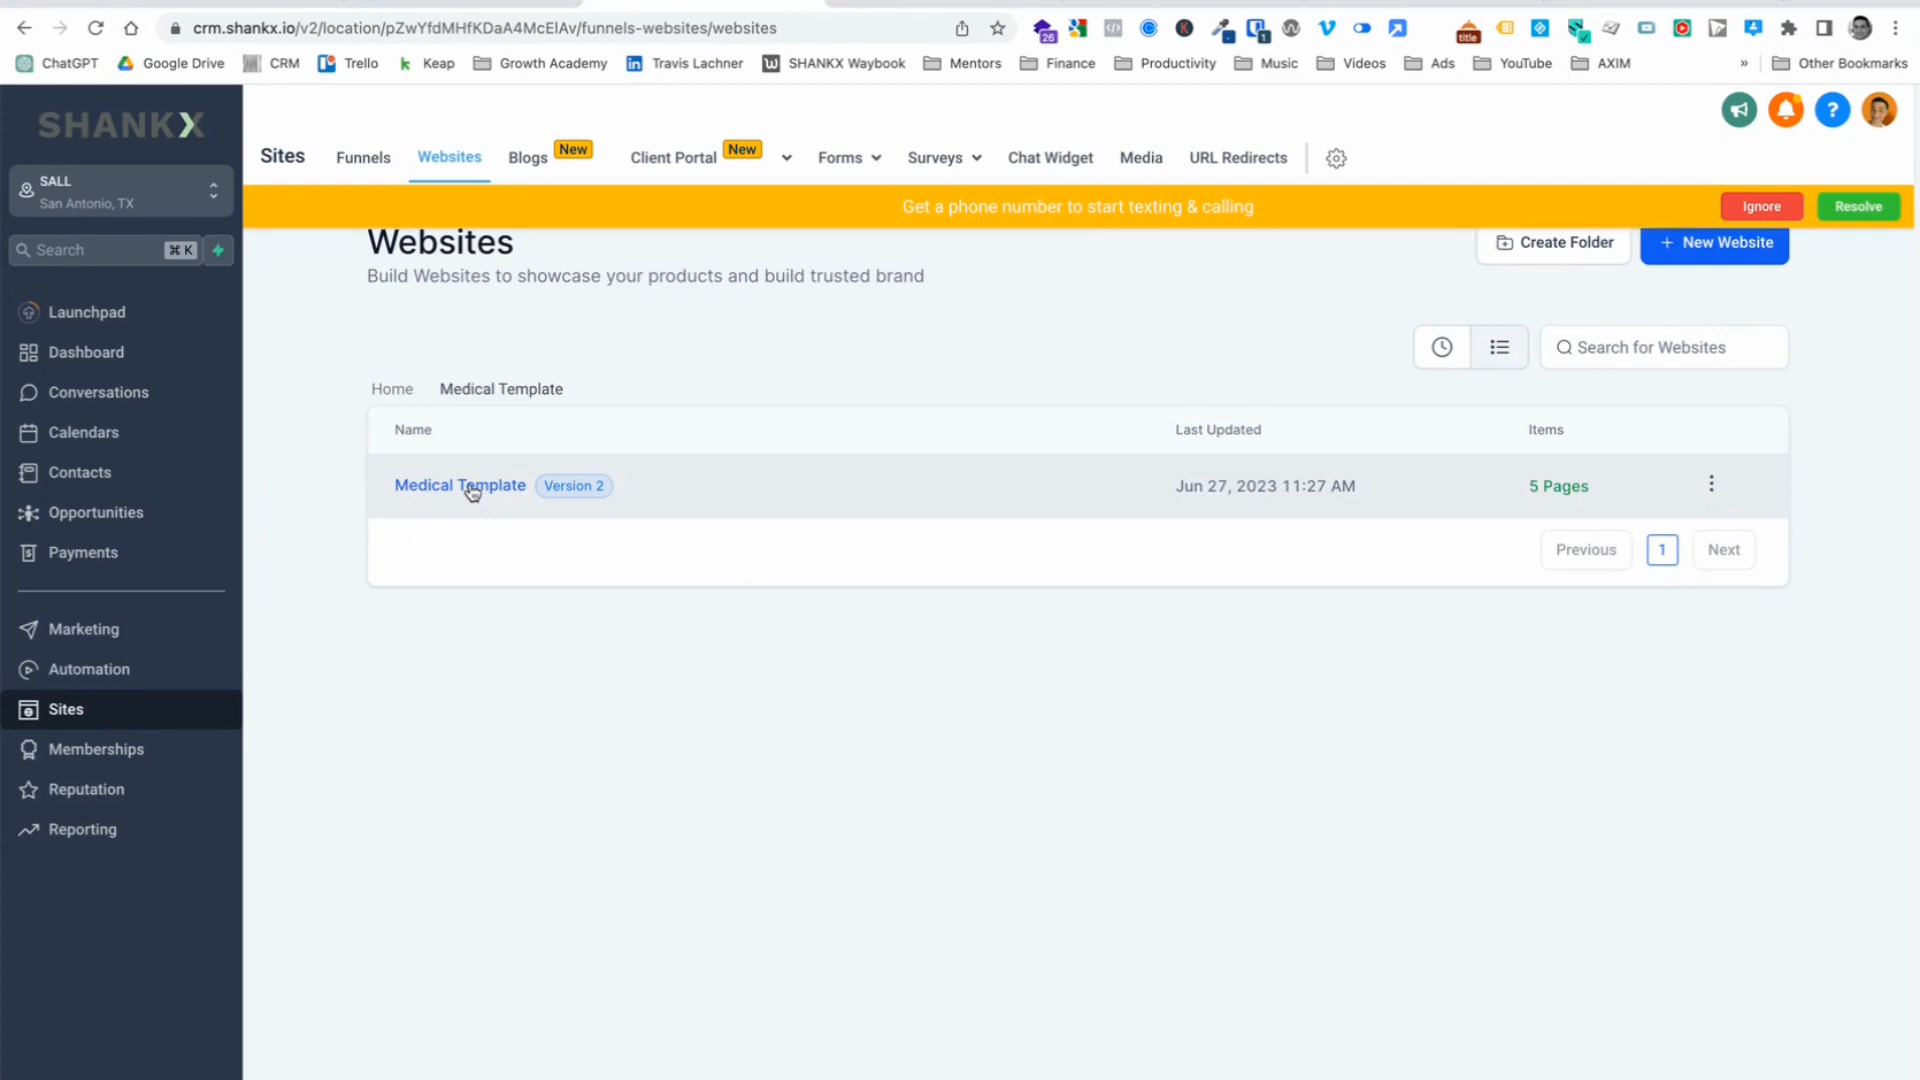 crm.shankx.io/v2/location/pZwYfdMHfKDaA4McEIAv/funnels-websites/websites
26
1
title
ChatGPT
Google Drive
CRM
Trello
Keap
Growth Academy
Travis Lachner
SHANKX Waybook
Mentors
Finance
Productivity
Music
Videos
Ads
YouTube
AXIM
»
Other Bookmarks
SHANKX
SALL
San Antonio, TX
Search ⌘ K
Launchpad
Dashboard
Conversations
Calendars
Contacts
Opportunities
Payments
Marketing
Automation
Sites
Memberships
Reputation
Reporting
Sites
Funnels
Websites
Blogs New
Client Portal New
Forms
Surveys
Chat Widget
Media
URL Redirects
Get a phone number to start texting & calling
Ignore
Resolve
Websites
Build Websites to showcase your products and build trusted brand
Create Folder
+ New Website
Search for Websites
Home Medical Template
Name Last Updated Items
Medical Template Version 2 Jun 27, 2023 11:27 AM 5 Pages
Previous 1 Next